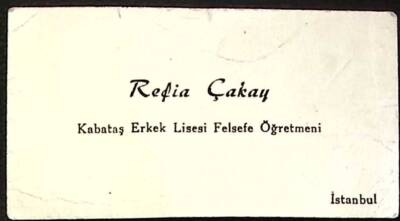 Refia Çakay
Kabataş Erkek Lisesi Felsefe Öğretmeni
İstanbul